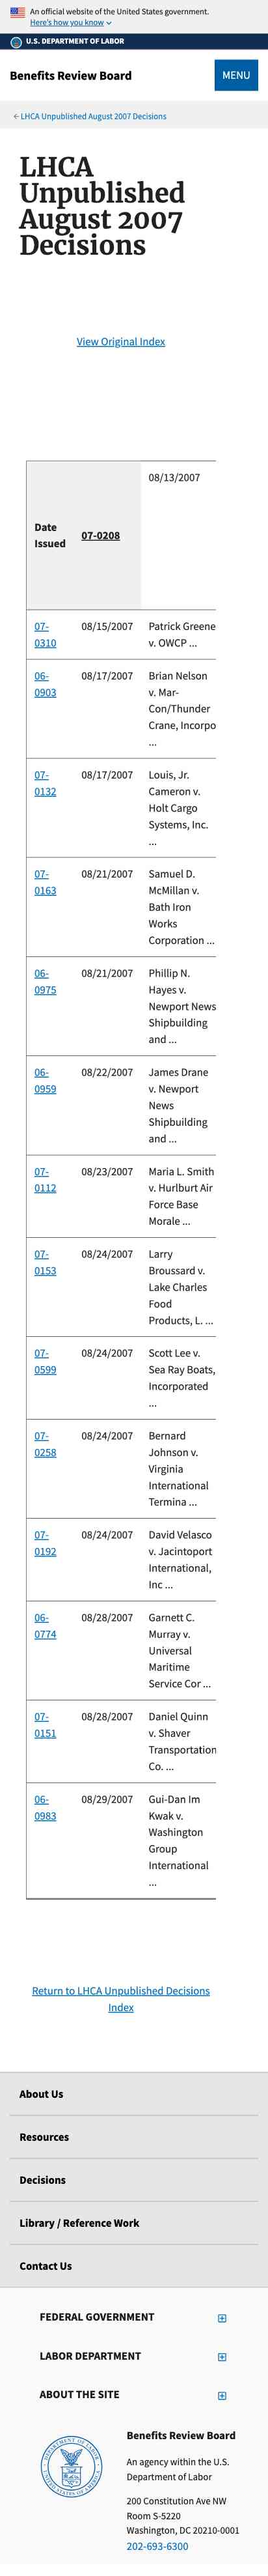 An official website of the United States government.
Here's how you know
U.S. DEPARTMENT OF LABOR
Benefits Review Board
MENU
LHCA Unpublished August 2007 Decisions
LHCA
Unpublished
August 2007
Decisions
View Original Index
08/13/2007
Date
Issued
07-0208
07-
0310
08/15/2007
Patrick Greene
v. OWCP ...
06-
0903
08/17/2007
Brian Nelson
v. Mar-
Con/Thunder
Crane, Incorpo
...
07-
0132
08/17/2007
Louis, Jr.
Cameron v.
Holt Cargo
Systems, Inc.
...
07-
0163
08/21/2007
Samuel D.
McMillan v.
Bath Iron
Works
Corporation ...
06-
0975
08/21/2007
Phillip N.
Hayes v.
Newport News
Shipbuilding
and ...
06-
0959
08/22/2007
James Drane
v. Newport
News
Shipbuilding
and ...
07-
0112
08/23/2007
Maria L. Smith
v. Hurlburt Air
Force Base
Morale ...
07-
0153
08/24/2007
Larry
Broussard v.
Lake Charles
Food
Products, L. ...
07-
0599
08/24/2007
Scott Lee v.
Sea Ray Boats,
Incorporated
...
07-
0258
08/24/2007
Bernard
Johnson v.
Virginia
International
Termina ...
07-
0192
08/24/2007
David Velasco
v. Jacintoport
International,
Inc ...
06-
0774
08/28/2007
Garnett C.
Murray v.
Universal
Maritime
Service Cor ...
07-
0151
08/28/2007
Daniel Quinn
v. Shaver
Transportation
Co. ...
06-
0983
08/29/2007
Gui-Dan Im
Kwak v.
Washington
Group
International
...
Return to LHCA Unpublished Decisions
Index
About Us
Resources
Decisions
Library / Reference Work
Contact Us
FEDERAL GOVERNMENT
LABOR DEPARTMENT
ABOUT THE SITE
DEPARTMENT OF LABOR
UNITED STATES OF AMERICA
Benefits Review Board
An agency within the U.S.
Department of Labor
200 Constitution Ave NW
Room S-5220
Washington, DC 20210-0001
202-693-6300